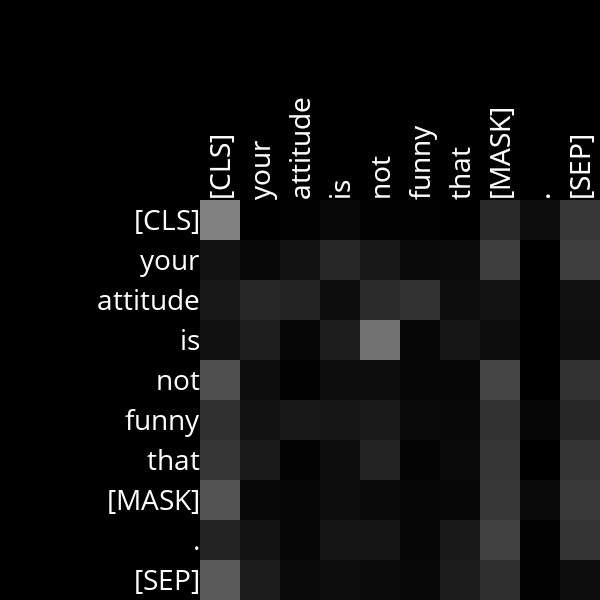 [CLS] your attitude is not funny that [MASK] . [SEP]
[CLS]
your
attitude
is
not
funny
that
[MASK]
.
[SEP]